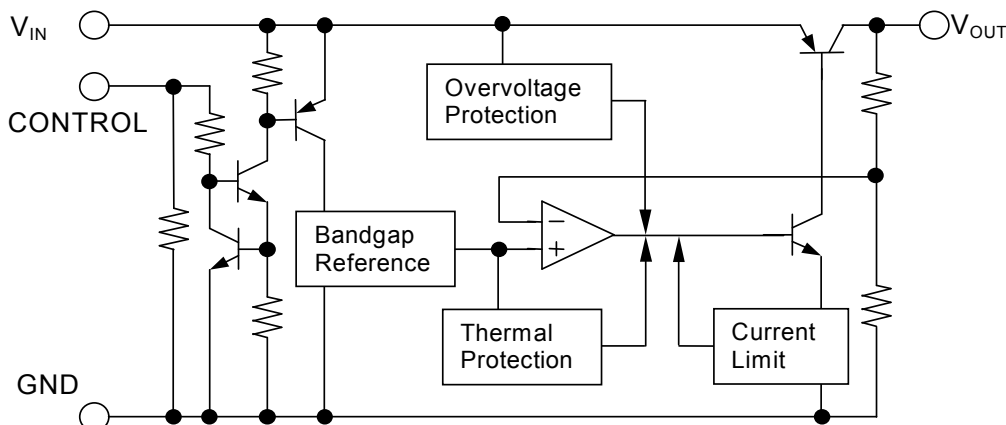 VIN
VOUT
CONTROL
Overvoltage
Protection
Bandgap
Reference
−
+
Thermal
Protection
Current
Limit
GND